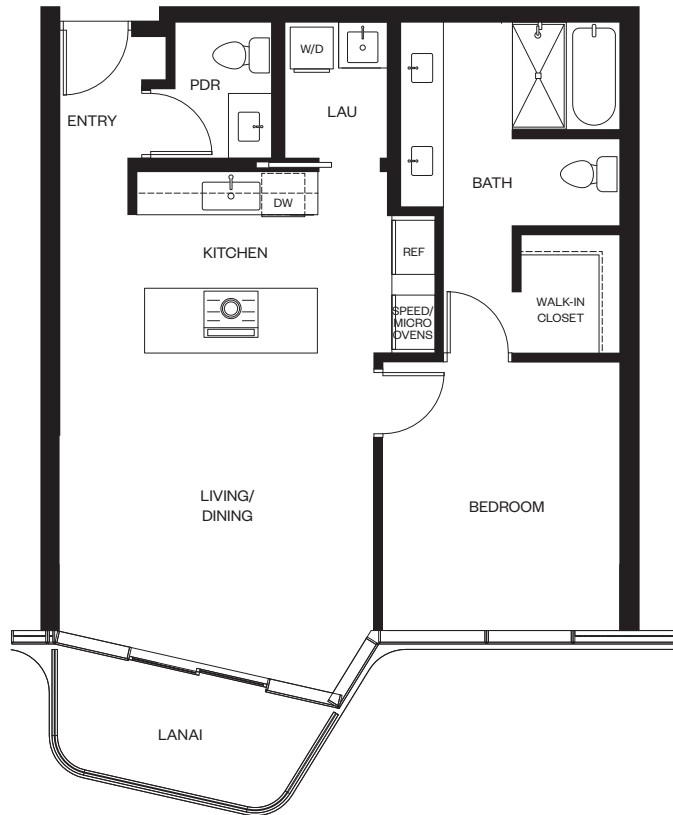 W/D
PDR
LAU
ENTRY
BATH
DW
KITCHEN
REF
SPEED/
MICRO
OVENS
WALK-IN
CLOSET
LIVING/
DINING
BEDROOM
LANAI